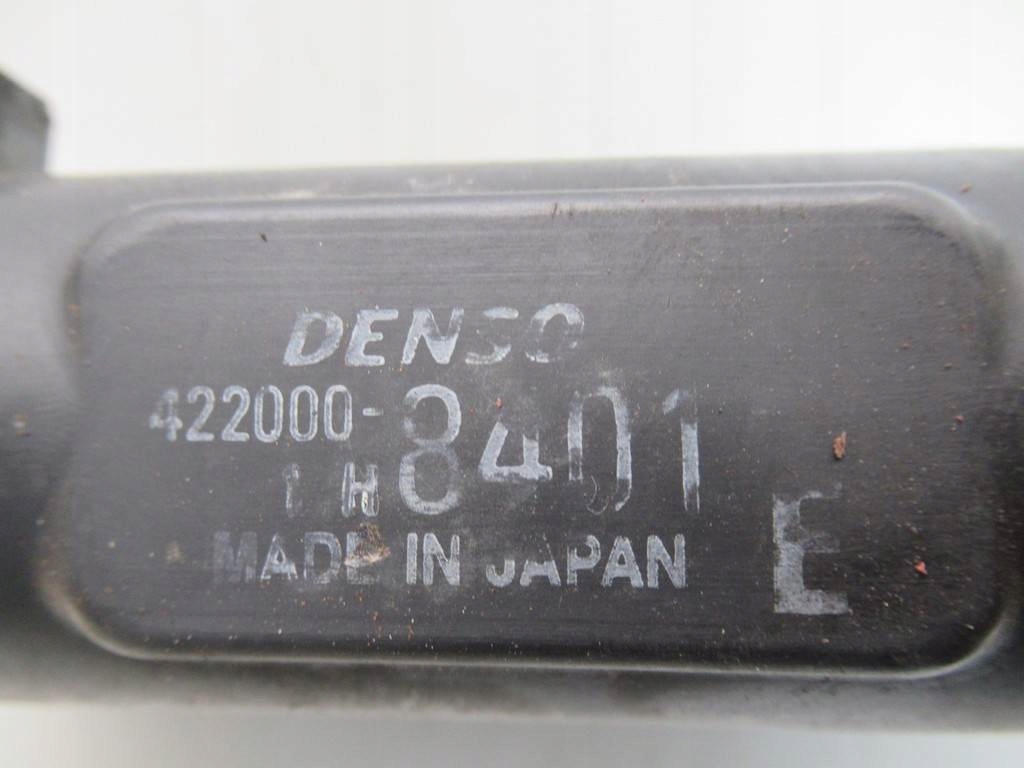 DENSO
422000-8401
1 H
MADE IN JAPAN
E